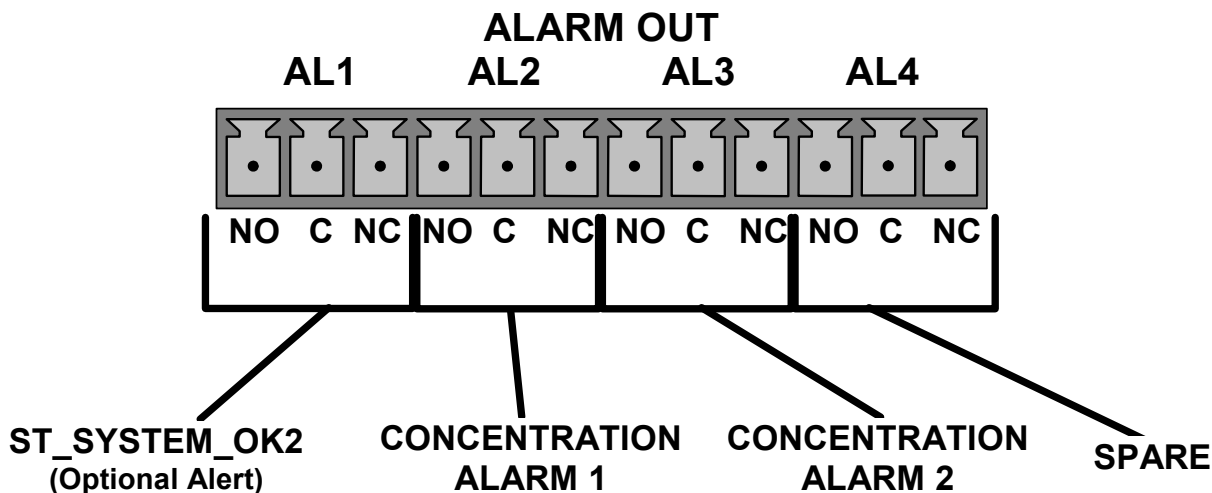 ALARM OUT
AL1 AL2 AL3 AL4
NO C NC NO C NC NO C NC NO C NC
ST_SYSTEM_OK2
(Optional Alert)
CONCENTRATION
ALARM 1
CONCENTRATION
ALARM 2
SPARE